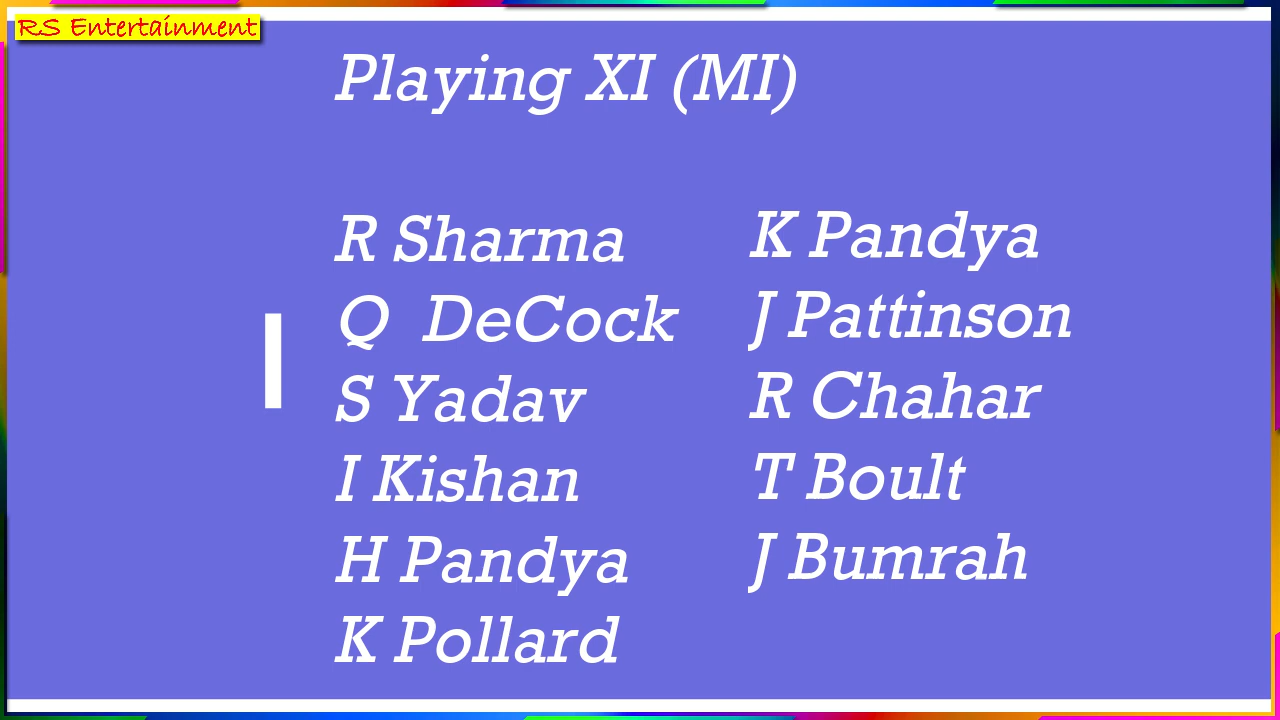 RS Entertainment
Playing XI (MI)
R Sharma
Q DeCock
S Yadav
I Kishan
H Pandya
K Pollard
K Pandya
J Pattinson
R Chahar
T Boult
J Bumrah